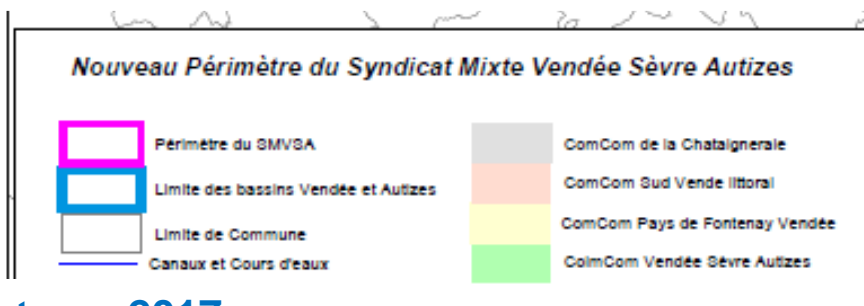 Nouveau Périmètre du Syndicat Mixte Vendée Sèvre Autizes
Périmètre du SMVSA
Limite des bassins Vendée et Autizes
Limite de Commune
Canaux et Cours d'eaux
ComCom de la Chataignerale
ComCom Sud Vende littoral
ComCom Pays de Fontenay Vendée
ColmCom Vendée Sèvre Autizes
2017